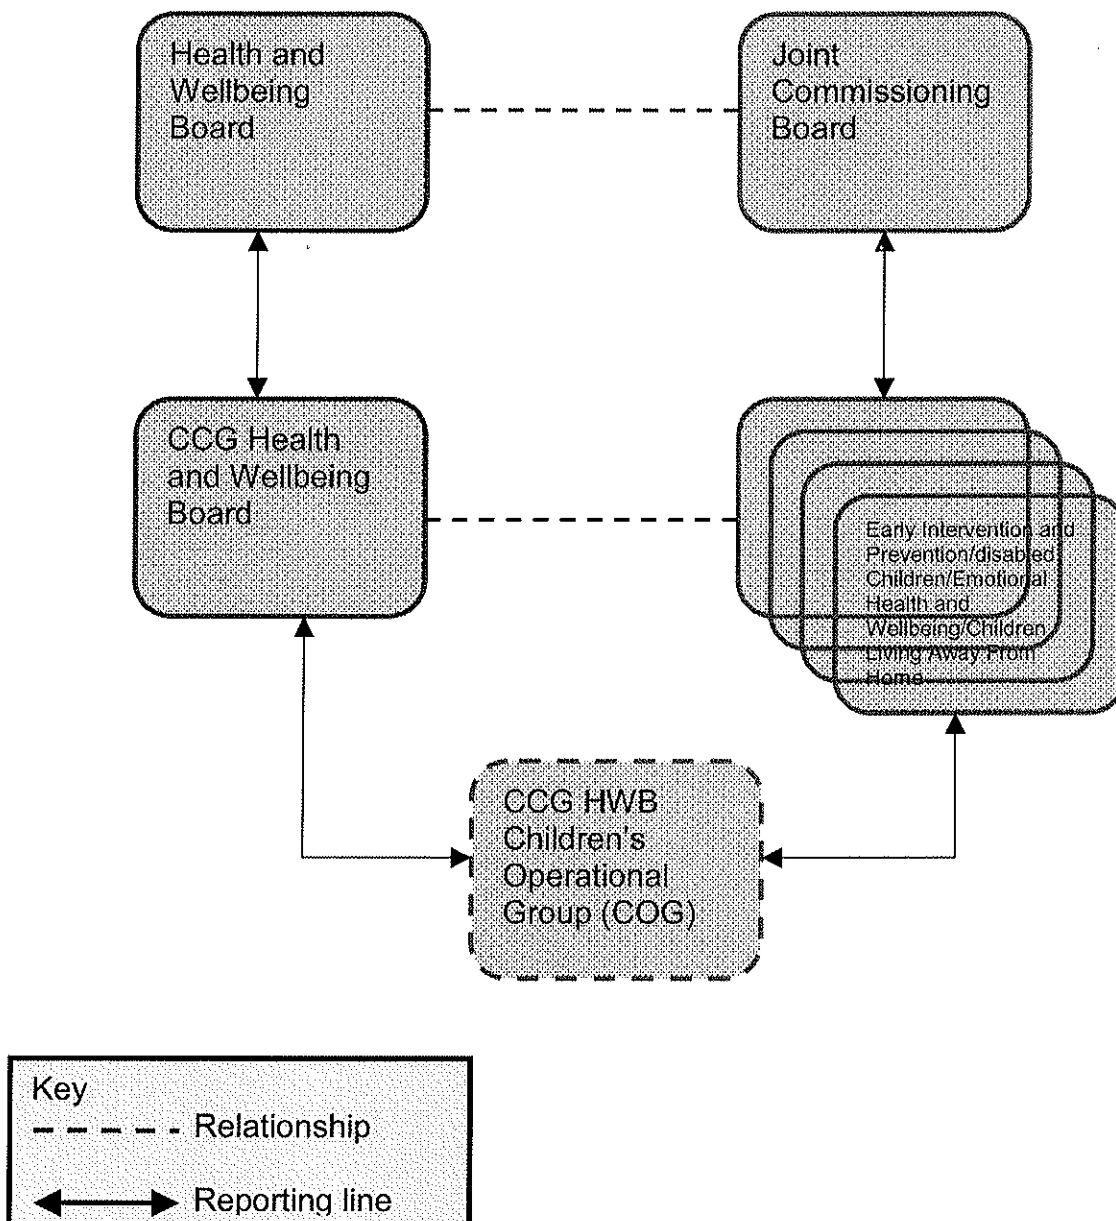 Health and
Wellbeing
Board
Joint
Commissioning
Board
CCG Health
and Wellbeing
Board
Early Intervention and
Prevention/disabled
Children/Emotional
Health and
Wellbeing/Children
Living Away From
Home
CCG HWB
Children's
Operational
Group (COG)
Key
Relationship
Reporting line